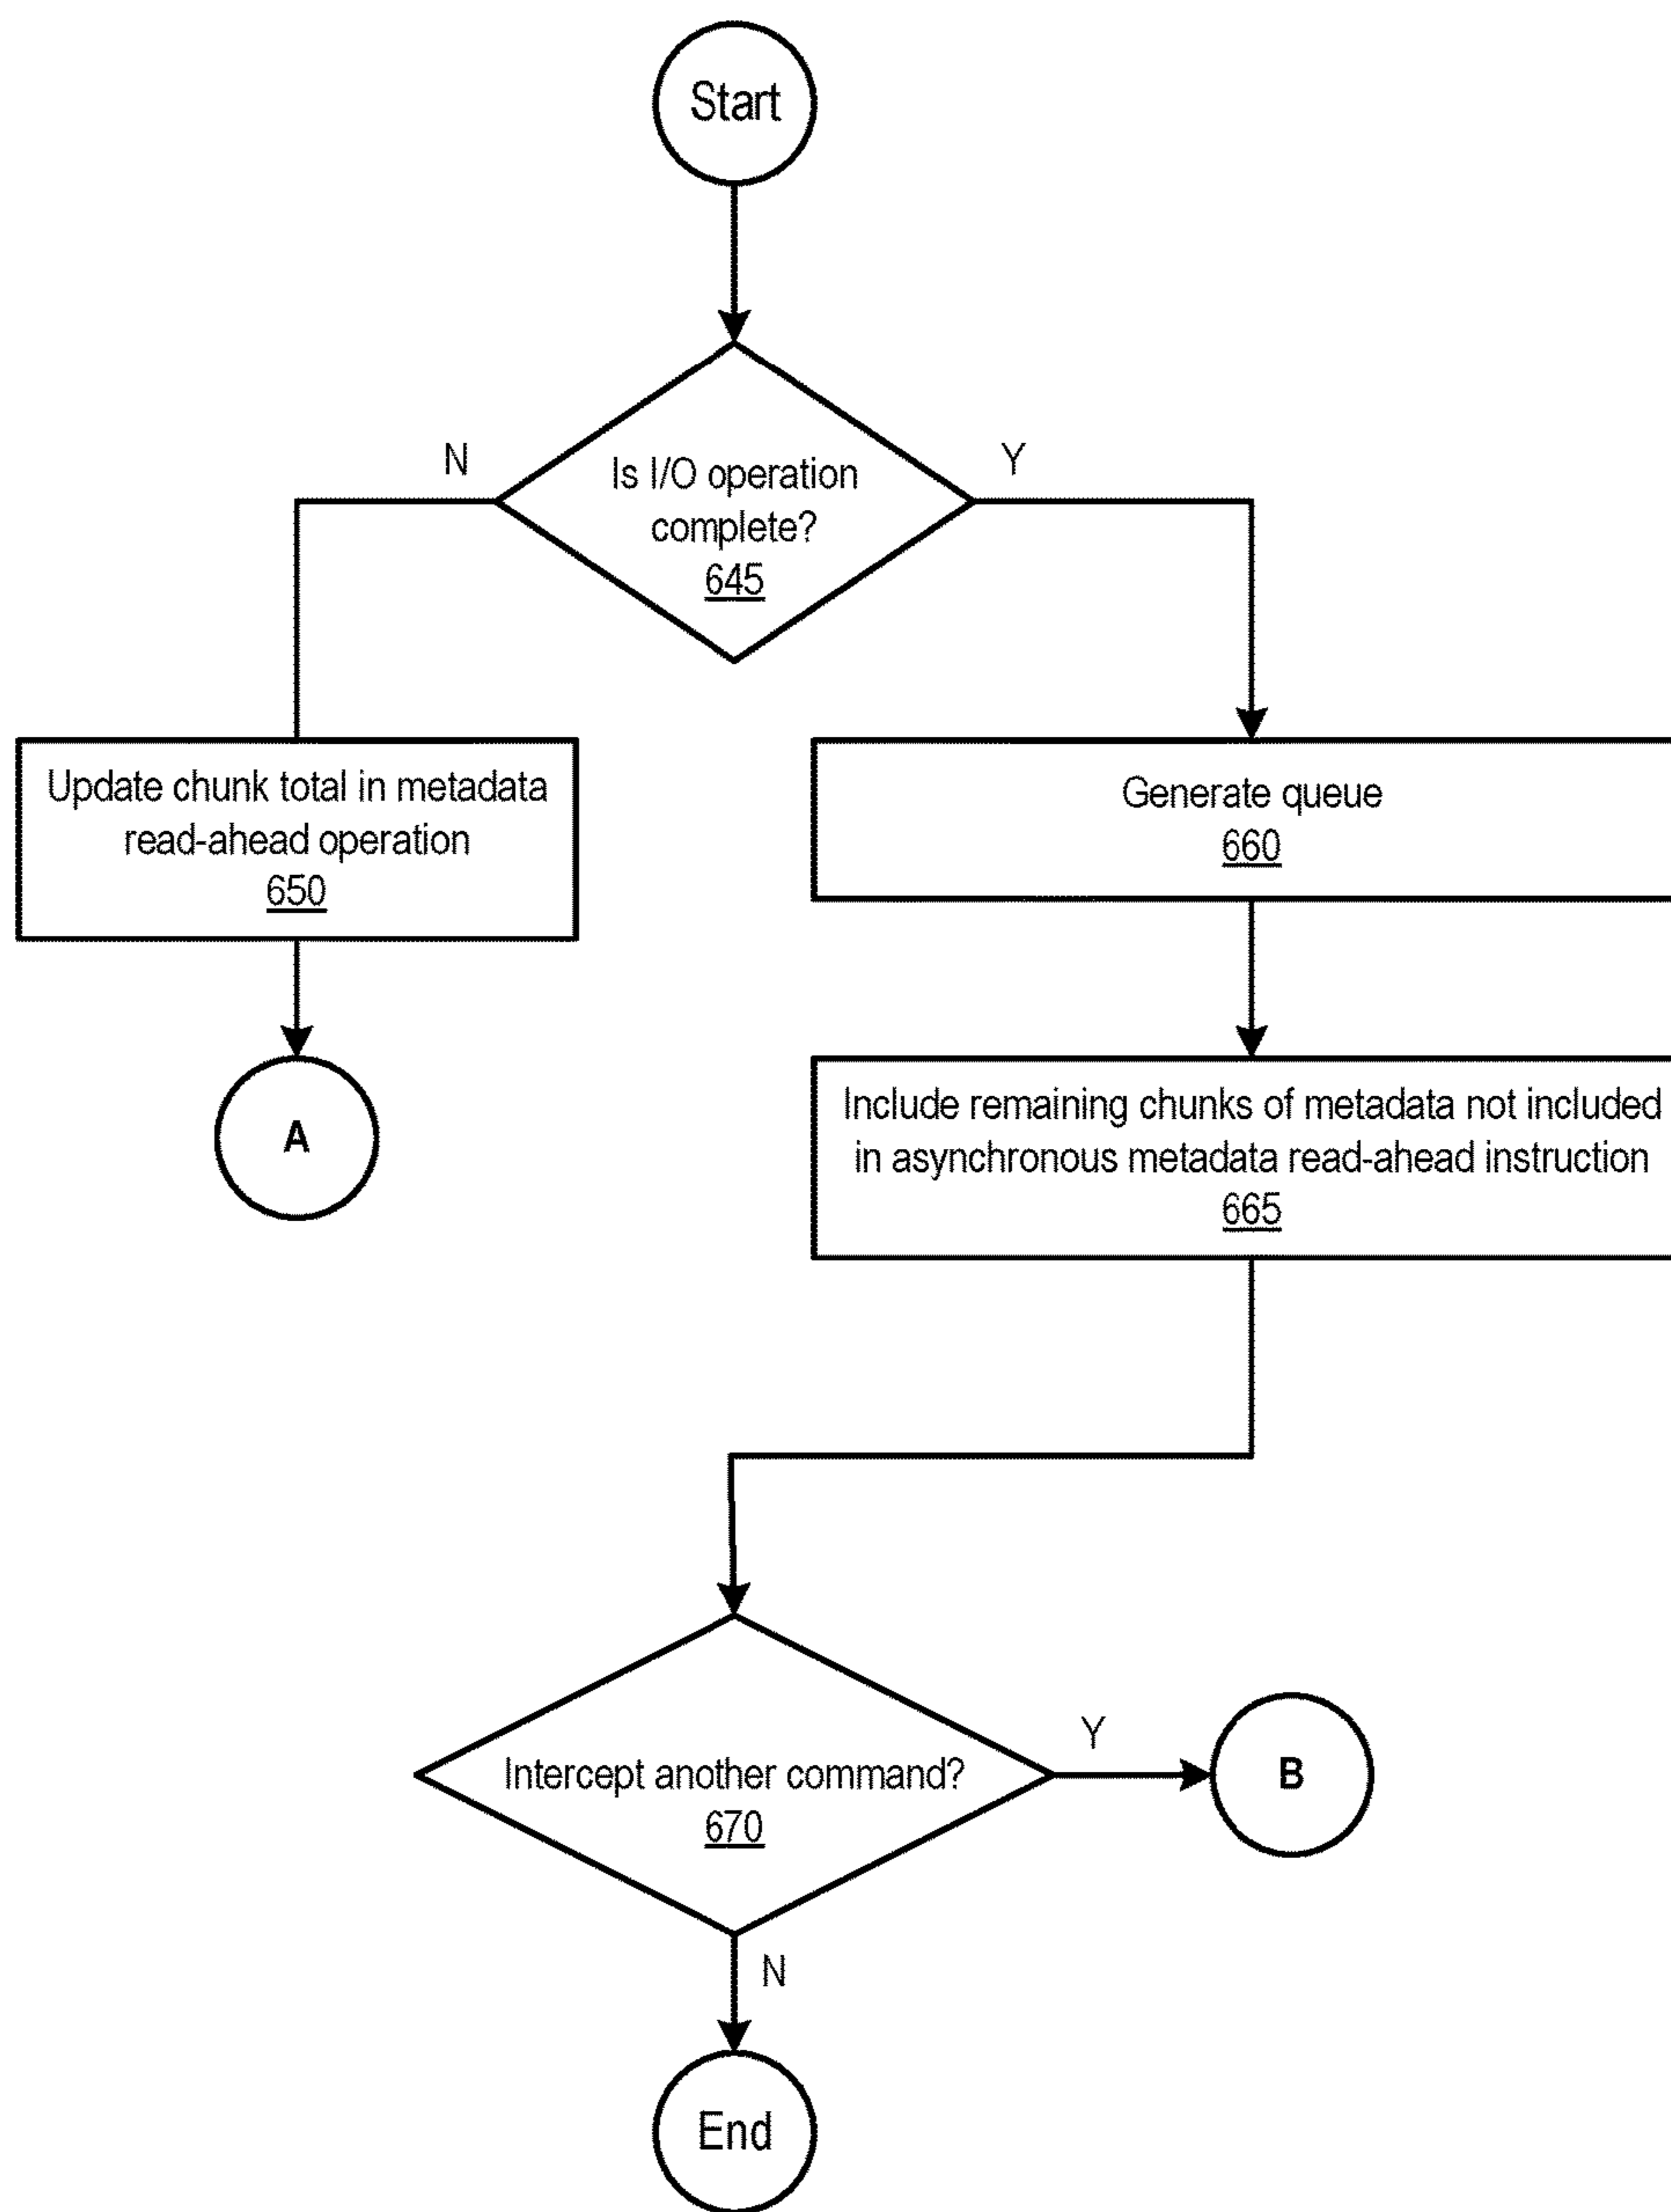 Start
N
Y
Is I/O operation
complete?
645
Update chunk total in metadata
read-ahead operation
650
Generate queue
660
A
Include remaining chunks of metadata not included
in asynchronous metadata read-ahead instruction
665
Intercept another command?
670
Y
B
N
End